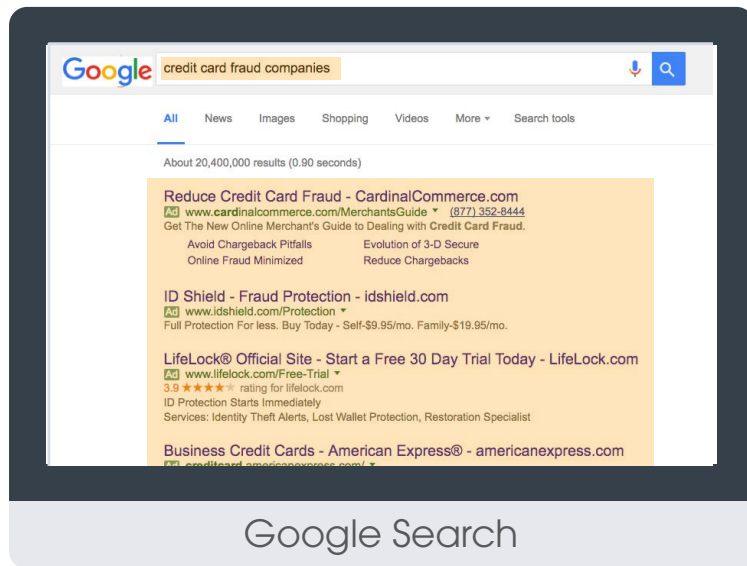 Google credit card fraud companies
All News Images Shopping Videos More Search tools
About 20,400,000 results (0.90 seconds)
Reduce Credit Card Fraud - CardinalCommerce.com
Ad www.cardinalcommerce.com/MerchantsGuide (877) 352-8444
Get The New Online Merchant's Guide to Dealing with Credit Card Fraud.
Avoid Chargeback Pitfalls Evolution of 3-D Secure
Online Fraud Minimized Reduce Chargebacks
ID Shield - Fraud Protection - idshield.com
Ad www.idshield.com/Protection
Full Protection For less. Buy Today - Self-$9.95/mo. Family-$19.95/mo.
LifeLock® Official Site - Start a Free 30 Day Trial Today - LifeLock.com
Ad www.lifelock.com/Free-Trial
3.9 ★★★★★ rating for lifelock.com
ID Protection Starts Immediately
Services: Identity Theft Alerts, Lost Wallet Protection, Restoration Specialist
Business Credit Cards - American Express® - americanexpress.com
Ad creditcard.americanexpress.com/
Google Search